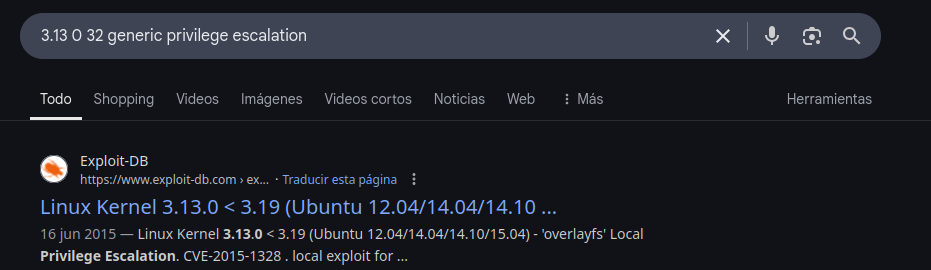 3.13 0 32 generic privilege escalation
Todo Shopping Videos Imágenes Videos cortos Noticias Web Más Herramientas
Exploit-DB
https://www.exploit-db.com › ex... · Traducir esta página
Linux Kernel 3.13.0 < 3.19 (Ubuntu 12.04/14.04/14.10 ...
16 jun 2015 — Linux Kernel 3.13.0 < 3.19 (Ubuntu 12.04/14.04/14.10/15.04) - 'overlayfs' Local
Privilege Escalation. CVE-2015-1328 . local exploit for ...